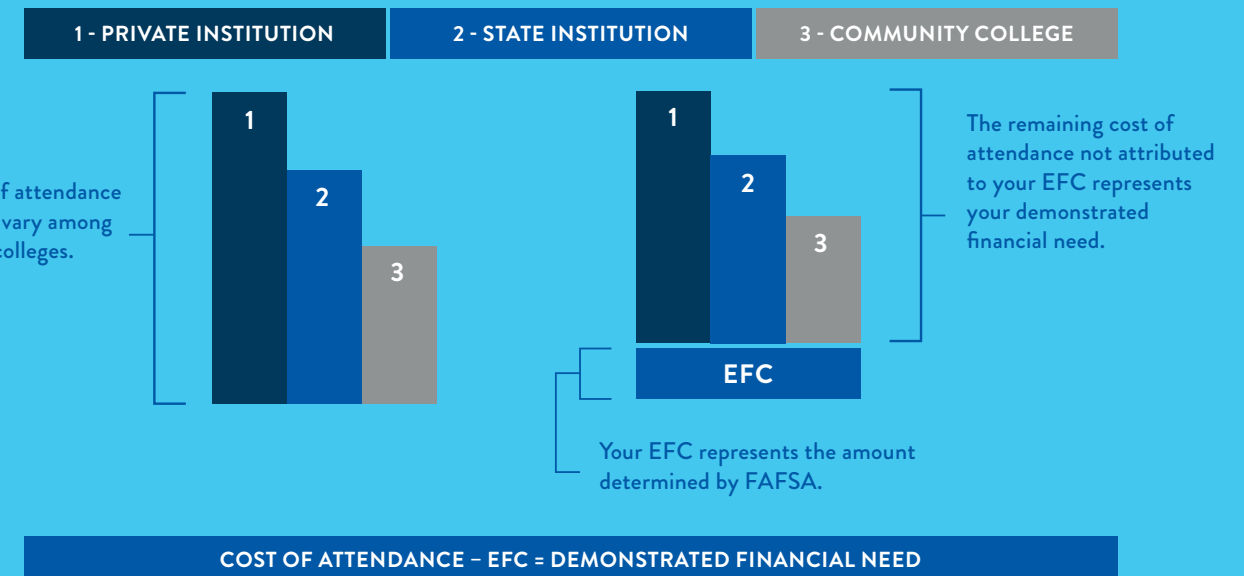 1 - PRIVATE INSTITUTION
2 - STATE INSTITUTION
3 - COMMUNITY COLLEGE
f attendance
vary among
colleges.
1
2
3
1
2
3
The remaining cost of
attendance not attributed
to your EFC represents
your demonstrated
financial need.
EFC
Your EFC represents the amount
determined by FAFSA.
COST OF ATTENDANCE – EFC = DEMONSTRATED FINANCIAL NEED